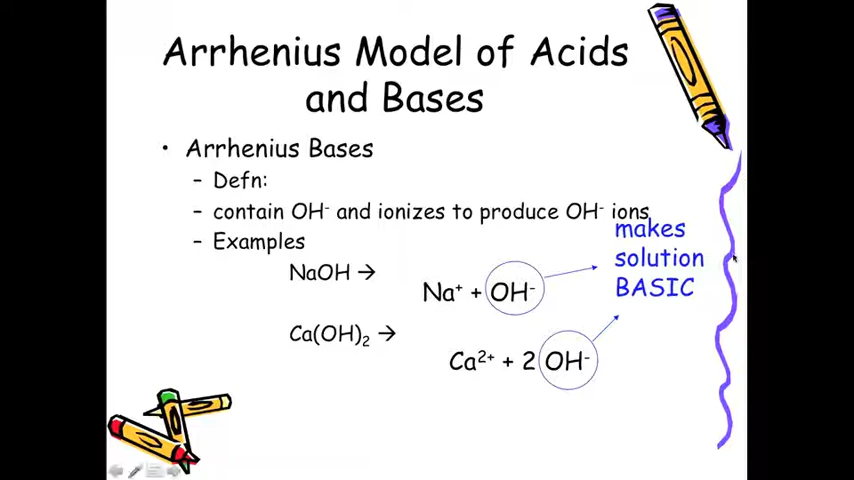 Arrhenius Model of Acids
and Bases
• Arrhenius Bases
– Defn:
– contain OH⁻ and ionizes to produce OH⁻ ions
– Examples
makes
solution
BASIC
NaOH →
Na⁺ + OH⁻
Ca(OH)₂ →
Ca²⁺ + 2 OH⁻